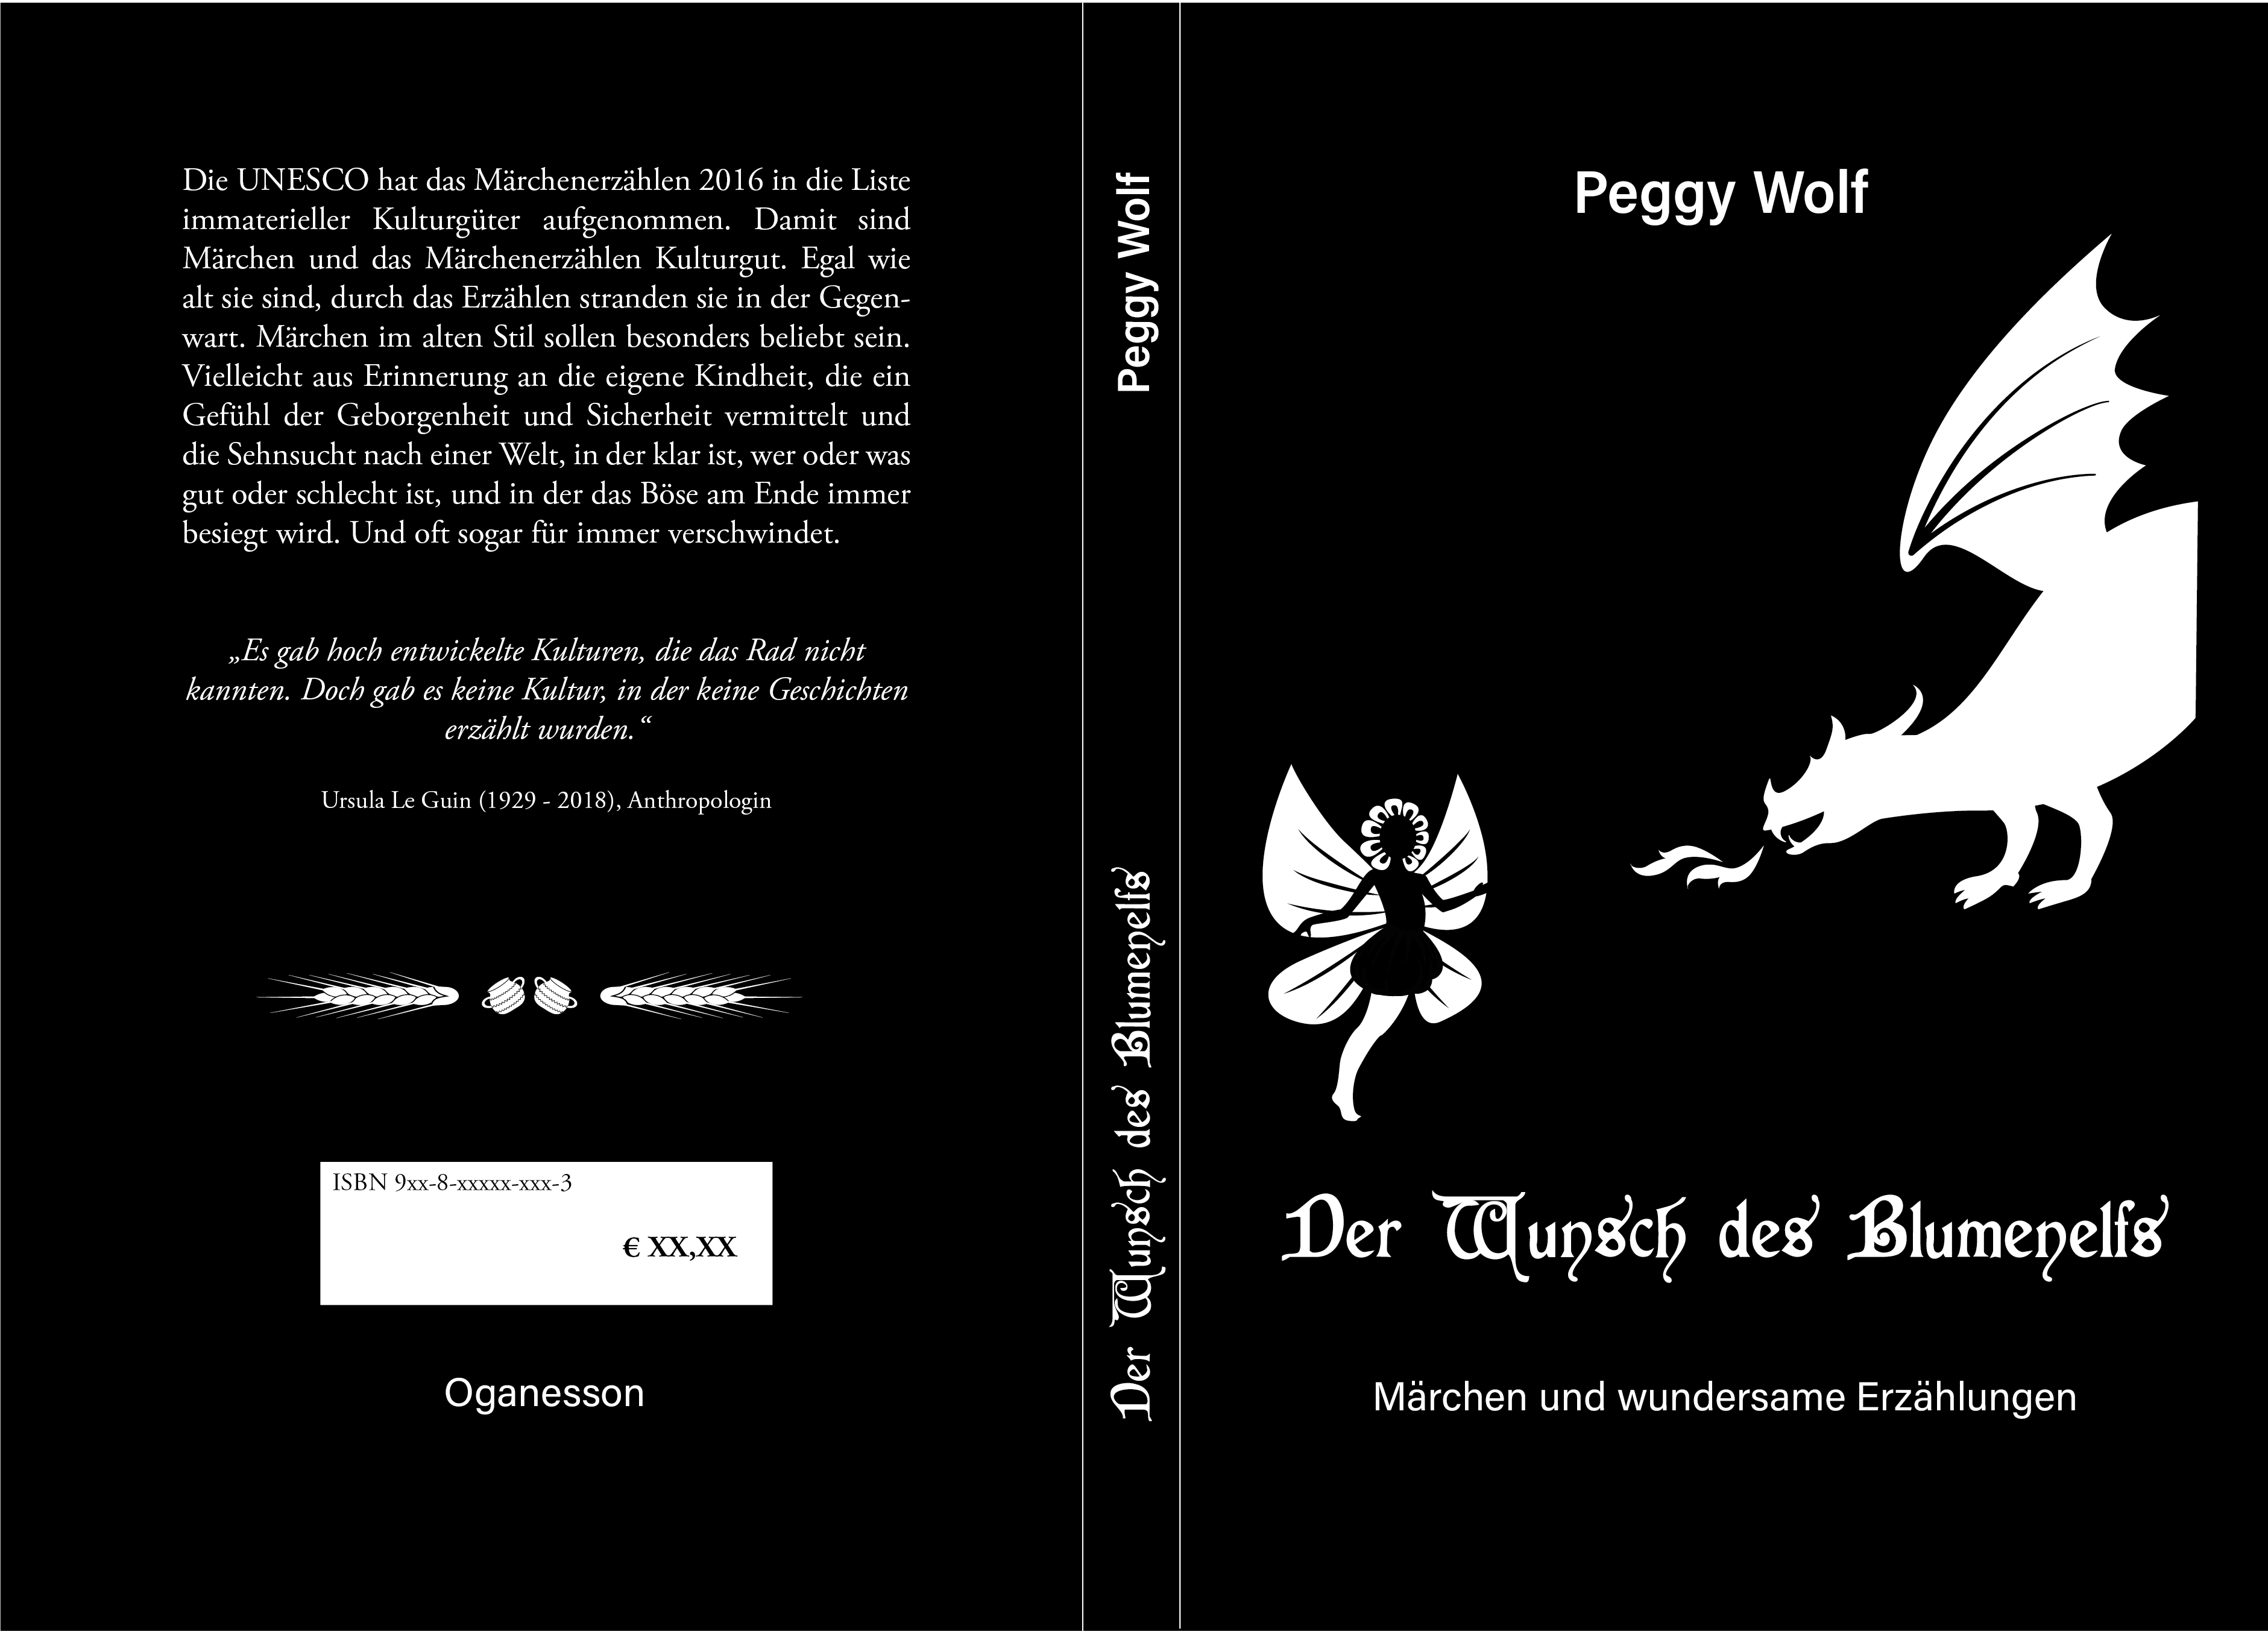 Die UNESCO hat das Märchenerzählen 2016 in die Liste
immaterieller Kulturgüter aufgenommen. Damit sind
Märchen und das Märchenerzählen Kulturgut. Egal wie
alt sie sind, durch das Erzählen stranden sie in der Gegen-
wart. Märchen im alten Stil sollen besonders beliebt sein.
Vielleicht aus Erinnerung an die eigene Kindheit, die ein
Gefühl der Geborgenheit und Sicherheit vermittelt und
die Sehnsucht nach einer Welt, in der klar ist, wer oder was
gut oder schlecht ist, und in der das Böse am Ende immer
besiegt wird. Und oft sogar für immer verschwindet.
„Es gab hoch entwickelte Kulturen, die das Rad nicht
kannten. Doch gab es keine Kultur, in der keine Geschichten
erzählt wurden.“
Ursula Le Guin (1929 - 2018), Anthropologin
ISBN 9xx-8-xxxxx-xxx-3
€ XX,XX
Oganesson
Peggy Wolf
Der Wunsch des Blumenelfs
Peggy Wolf
Der Wunsch des Blumenelfs
Märchen und wundersame Erzählungen